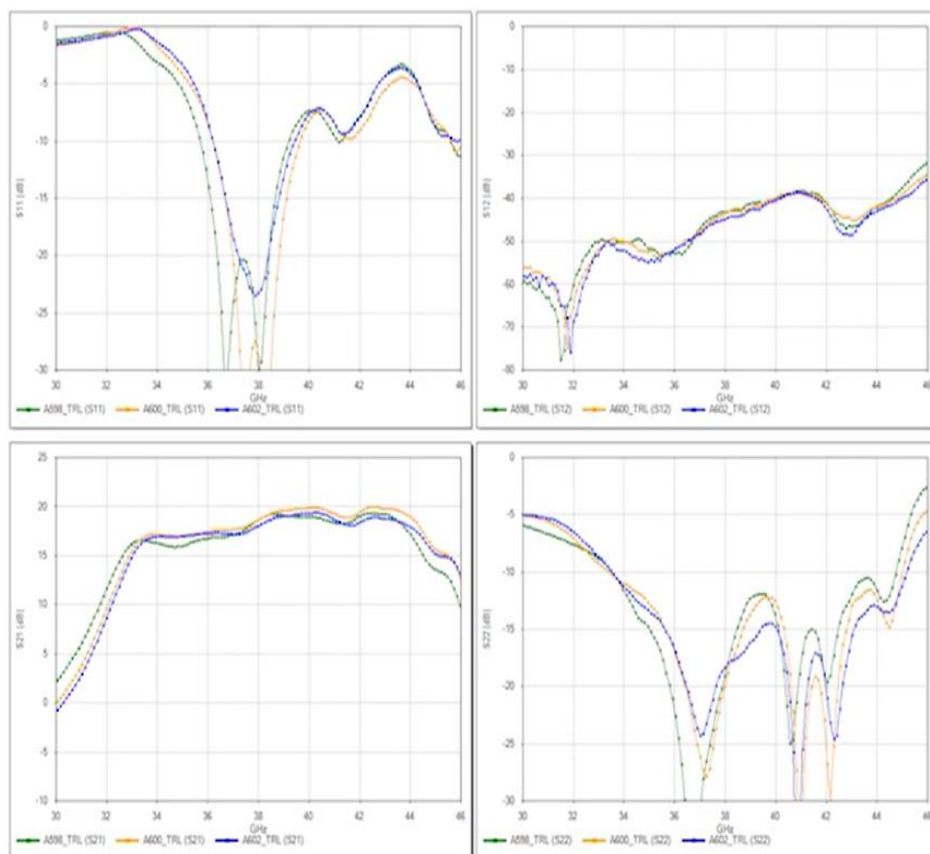 0
-5
-10
-15
-20
-25
-30
S11 [dB]
30 32 34 36 38 40 42 44 46
GHz
A598_TRL (S11) A600_TRL (S11) A602_TRL (S11)
0
-10
-20
-30
-40
-50
-60
-70
-80
S12 [dB]
30 32 34 36 38 40 42 44 46
GHz
A598_TRL (S12) A600_TRL (S12) A602_TRL (S12)
25
20
15
10
5
0
-5
-10
S21 [dB]
30 32 34 36 38 40 42 44 46
GHz
A598_TRL (S21) A600_TRL (S21) A602_TRL (S21)
0
-5
-10
-15
-20
-25
-30
S22 [dB]
30 32 34 36 38 40 42 44 46
GHz
A598_TRL (S22) A600_TRL (S22) A602_TRL (S22)